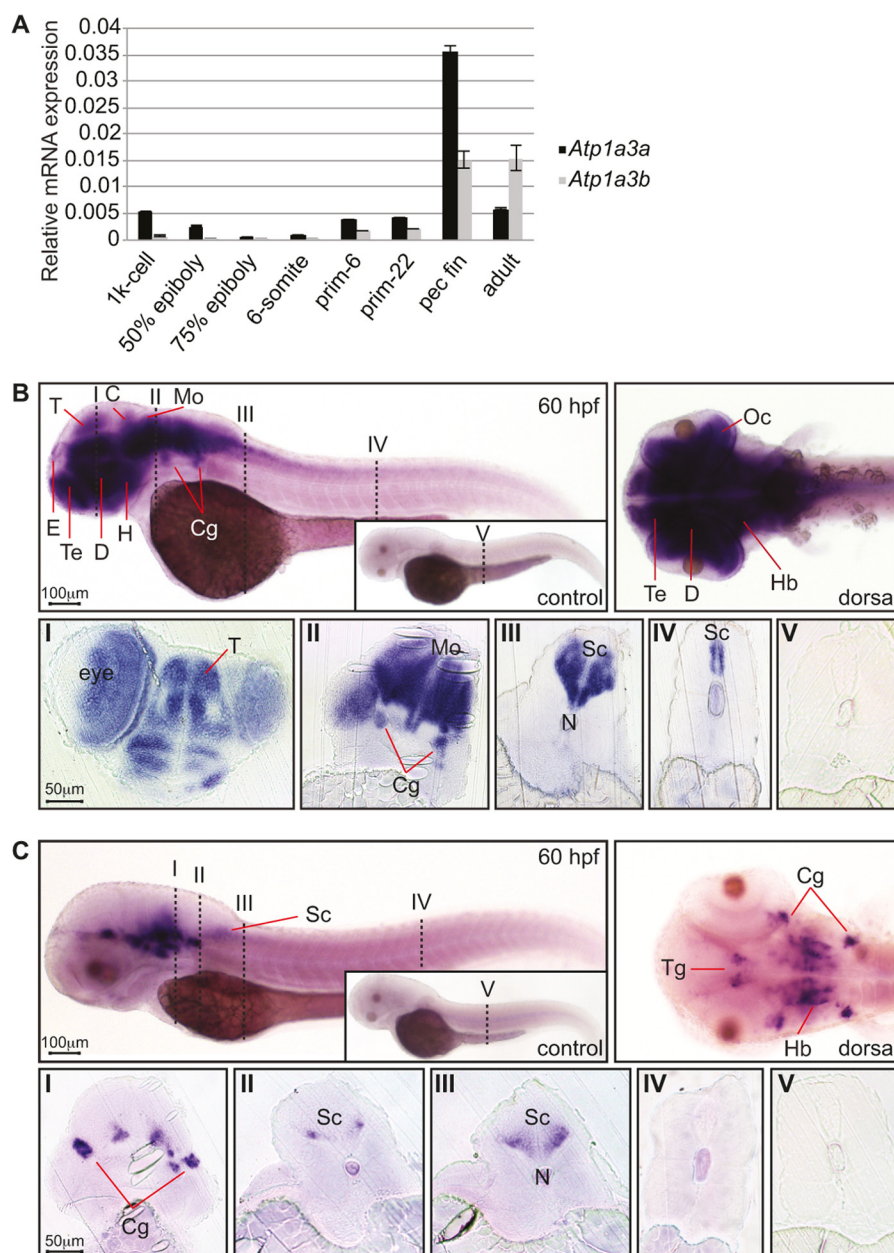 A
Relative mRNA expression
0.04
0.035
0.03
0.025
0.02
0.015
0.01
0.005
0
1k-cell
50% epiboly
75% epiboly
6-somite
prim-6
prim-22
pec fin
adult
Atp1a3a
Atp1a3b
B
T I C II Mo III 60 hpf
IV
E Te D H Cg
V
100µm
control
Oc
Te D Hb
dorsa
I eye T
50µm
II Mo
Cg
III Sc
N
IV Sc
V
C
60 hpf
I II III Sc IV
V
100µm
control
Cg
Tg
Hb
dorsa
I
Cg
50µm
II Sc
III Sc
N
IV
V